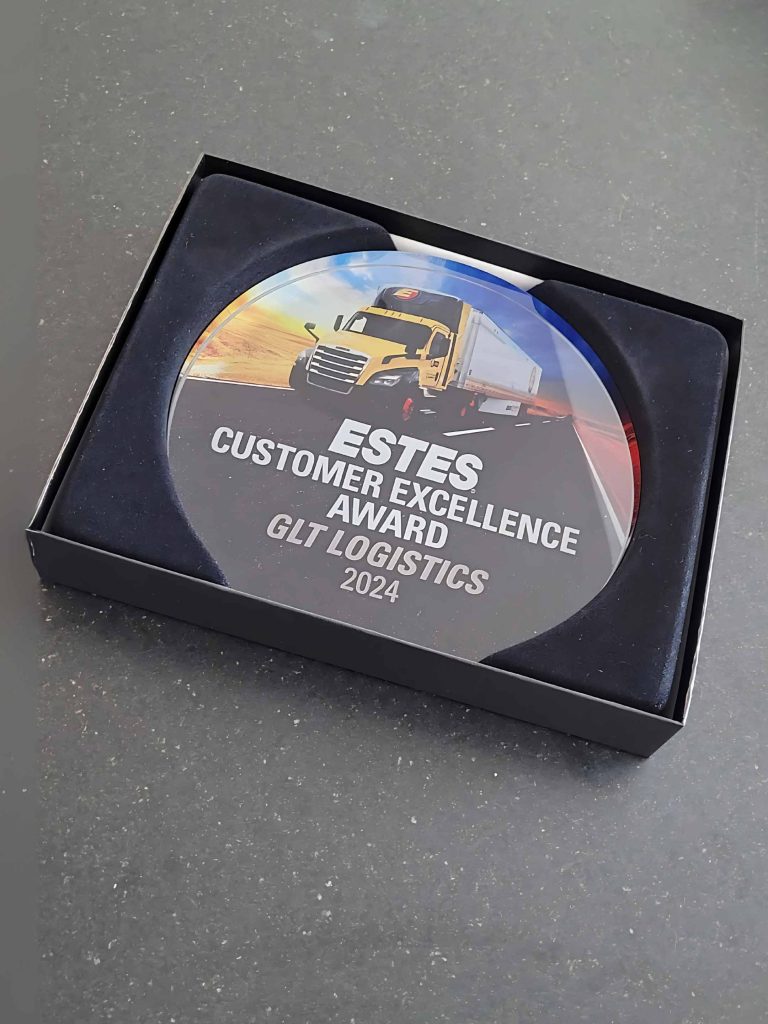 ESTES
CUSTOMER EXCELLENCE
AWARD
GLT LOGISTICS
2024